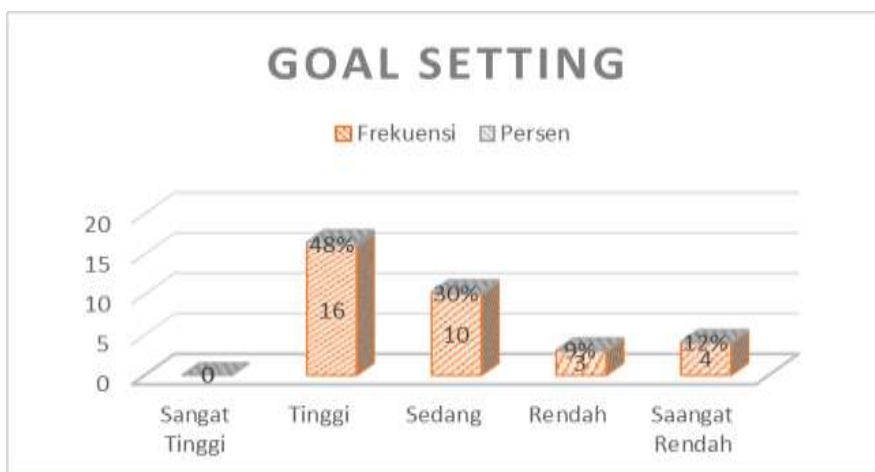 GOAL SETTING
Frekuensi Persen
20
15
10
5
0
48%
16
30%
10
9%
3
12%
4
0
Sangat Tinggi
Tinggi
Sedang
Rendah
Saangat Rendah